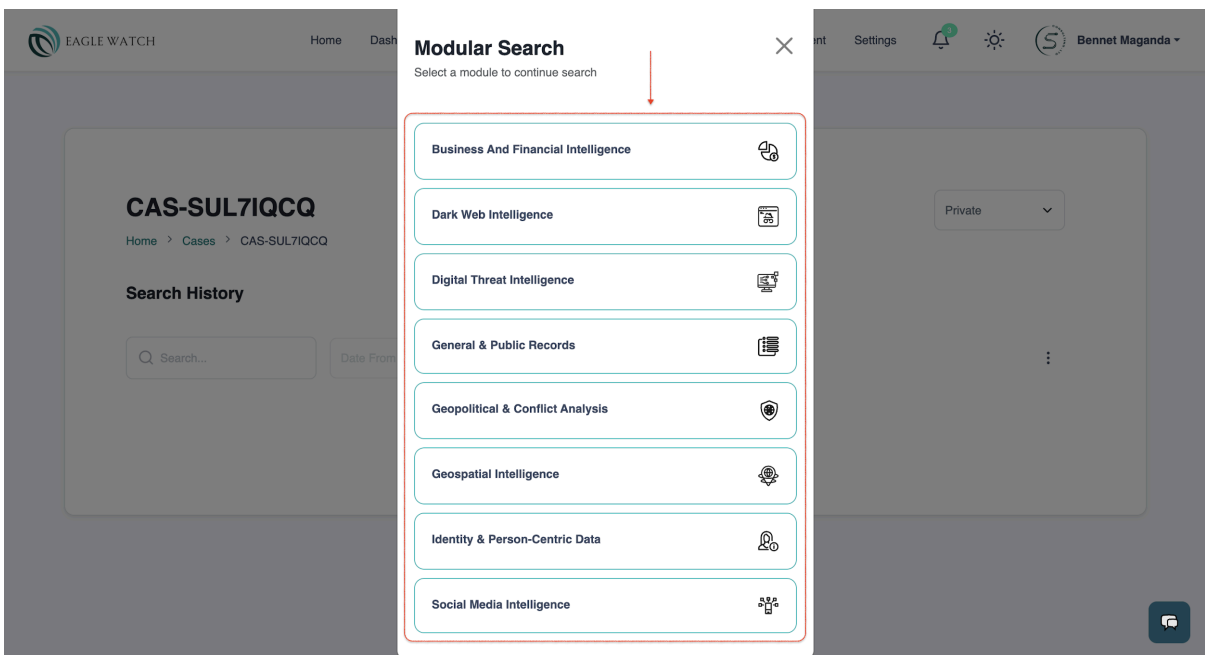 EAGLE WATCH
Home
Dash
Settings
3
Bennet Maganda
Modular Search
Select a module to continue search
Business And Financial Intelligence
Dark Web Intelligence
Digital Threat Intelligence
General & Public Records
Geopolitical & Conflict Analysis
Geospatial Intelligence
Identity & Person-Centric Data
Social Media Intelligence
CAS-SUL7IQCQ
Home > Cases > CAS-SUL7IQCQ
Private
Search History
Search...
Date From